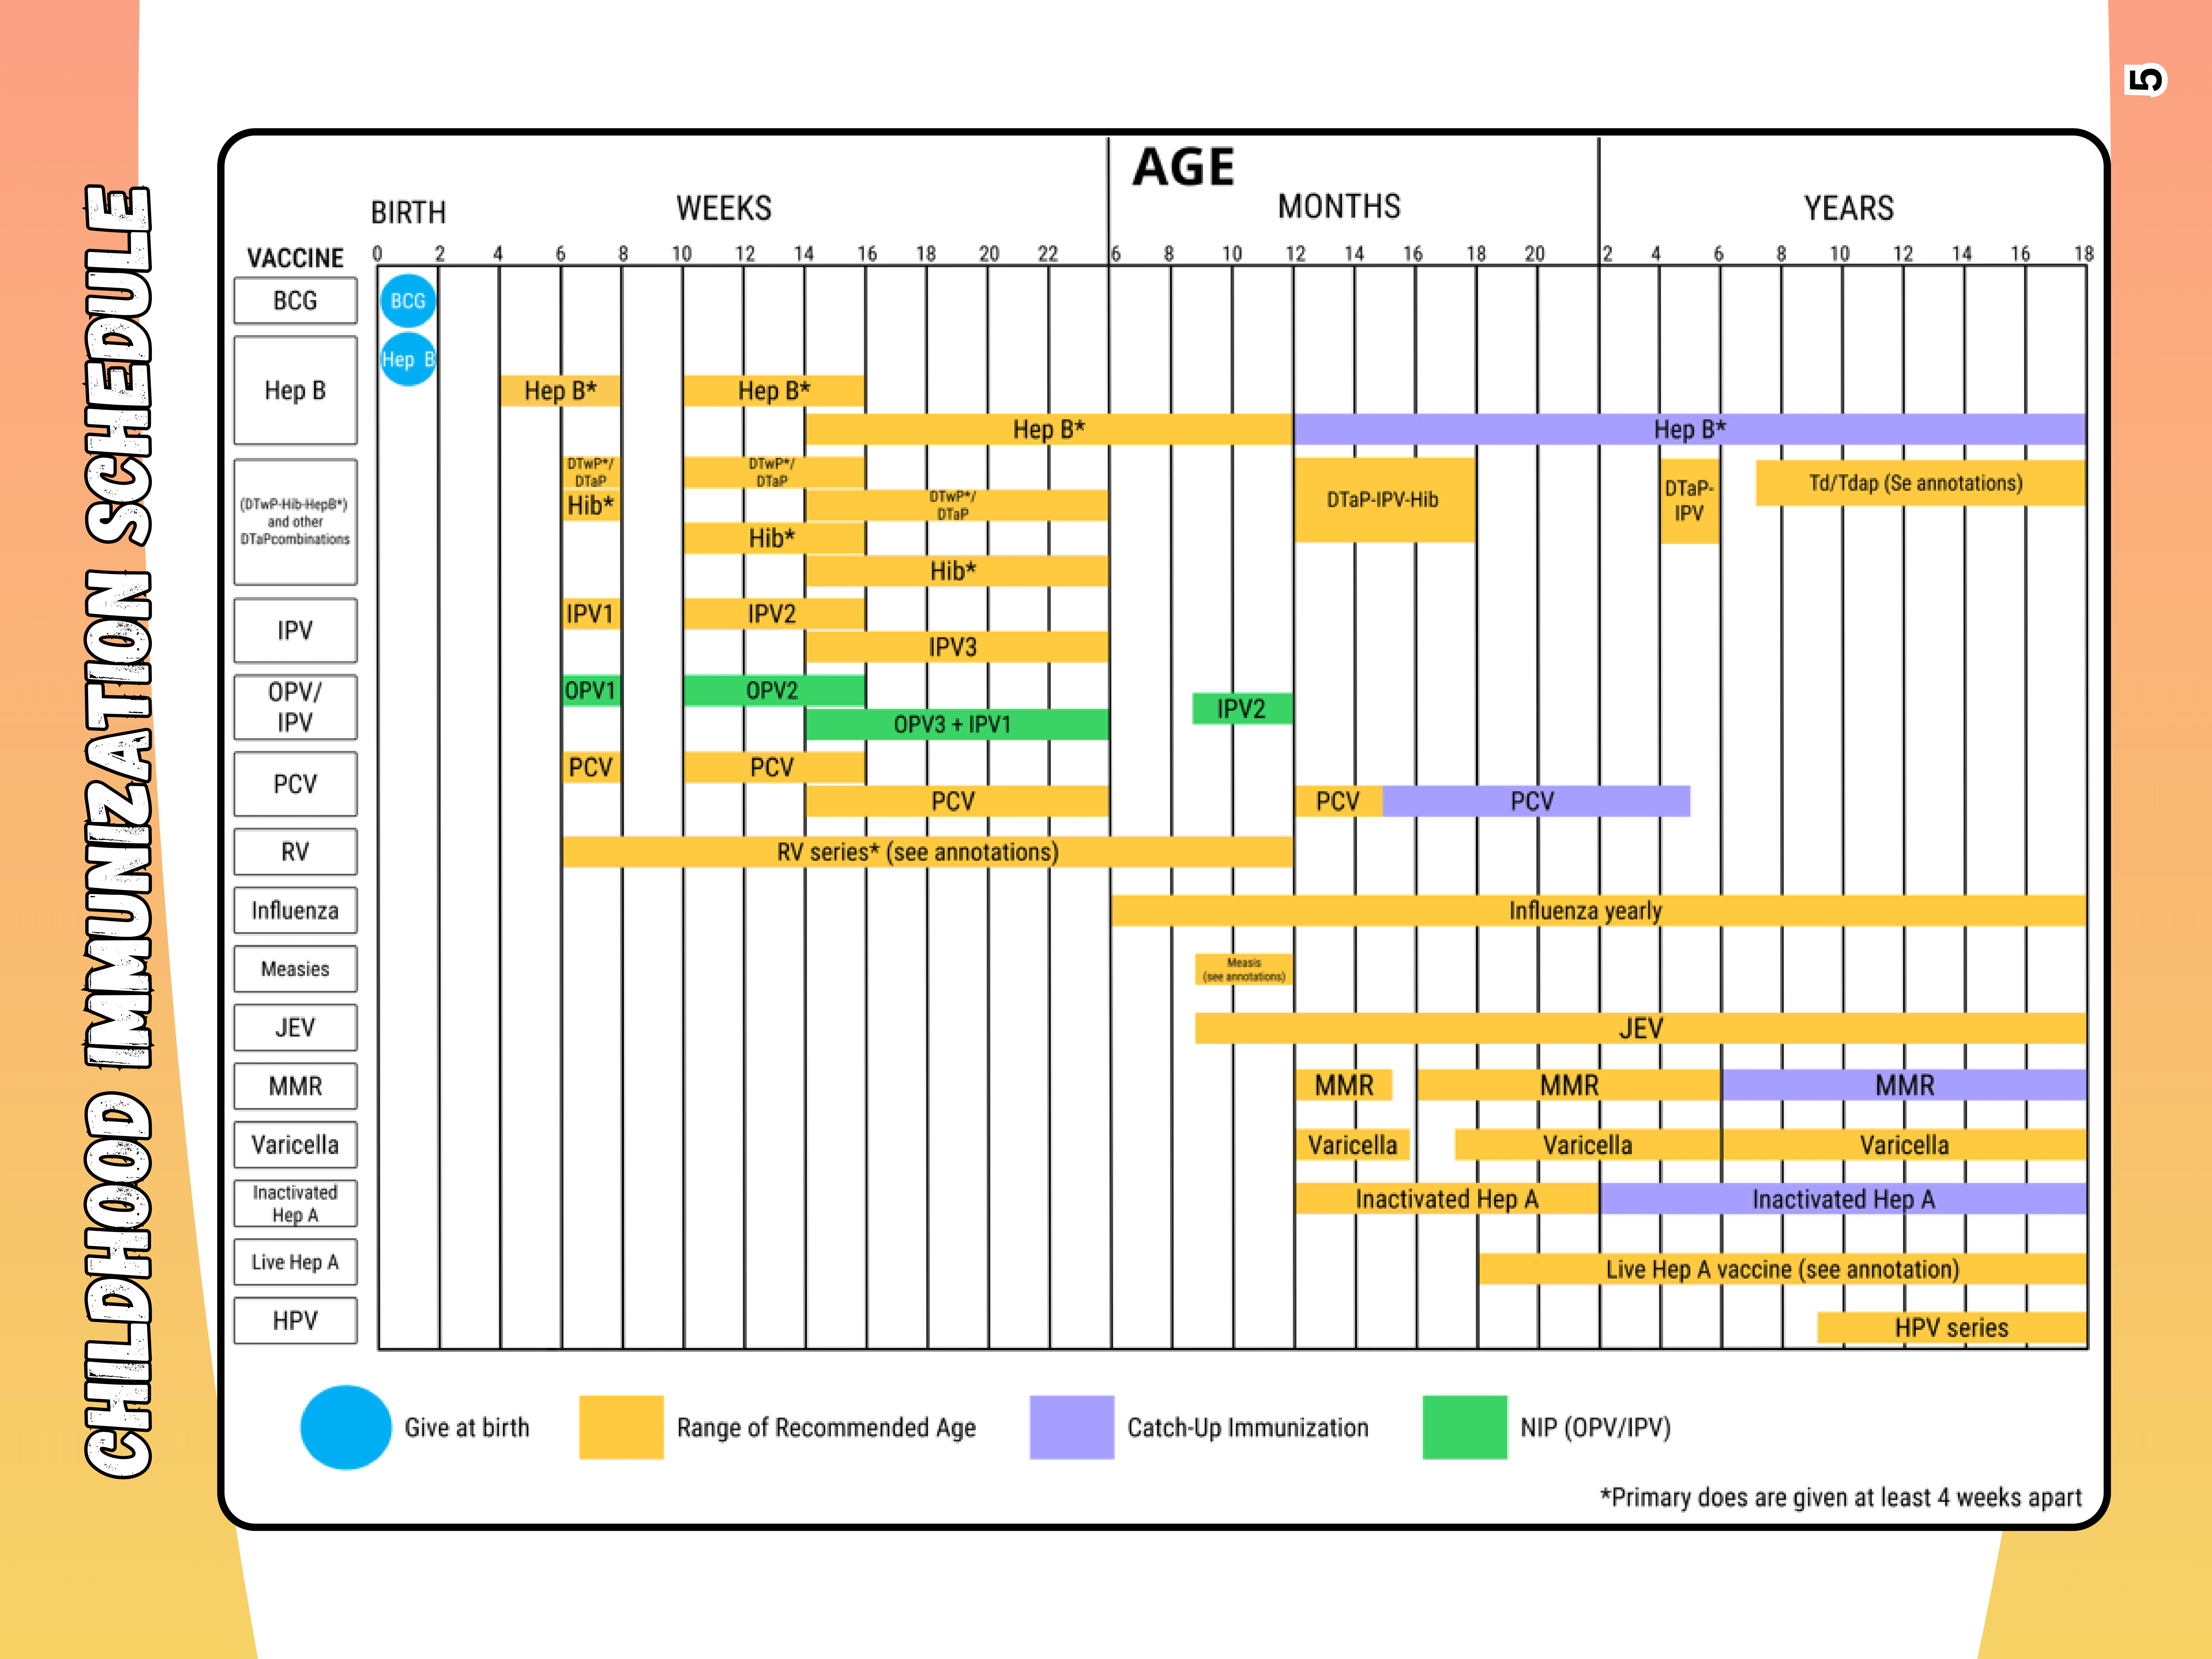 5
CHILDHOOD IMMUNIZATION SCHEDULE
AGE
BIRTH WEEKS MONTHS YEARS
VACCINE 0 2 4 6 8 10 12 14 16 18 20 22 6 8 10 12 14 16 18 20 2 4 6 8 10 12 14 16 18
BCG BCG
Hep B
Hep B
Hep B* Hep B*
Hep B* Hep B*
(DTwP-Hib-HepB*)
and other
DTaPcombinations
DTwP*/
DTaP
DTwP*/
DTaP
Hib*
DTwP*/
DTaP
Hib*
Hib*
DTaP-IPV-Hib
DTaP-
IPV
Td/Tdap (Se annotations)
IPV
IPV1 IPV2
IPV3
OPV/
IPV
OPV1 OPV2
OPV3 + IPV1
IPV2
PCV
PCV PCV
PCV PCV PCV
RV RV series* (see annotations)
Influenza Influenza yearly
Measies
Measis
(see annotations)
JEV JEV
MMR MMR MMR MMR
Varicella Varicella Varicella Varicella
Inactivated
Hep A
Inactivated Hep A Inactivated Hep A
Live Hep A Live Hep A vaccine (see annotation)
HPV HPV series
Give at birth Range of Recommended Age Catch-Up Immunization NIP (OPV/IPV)
*Primary does are given at least 4 weeks apart